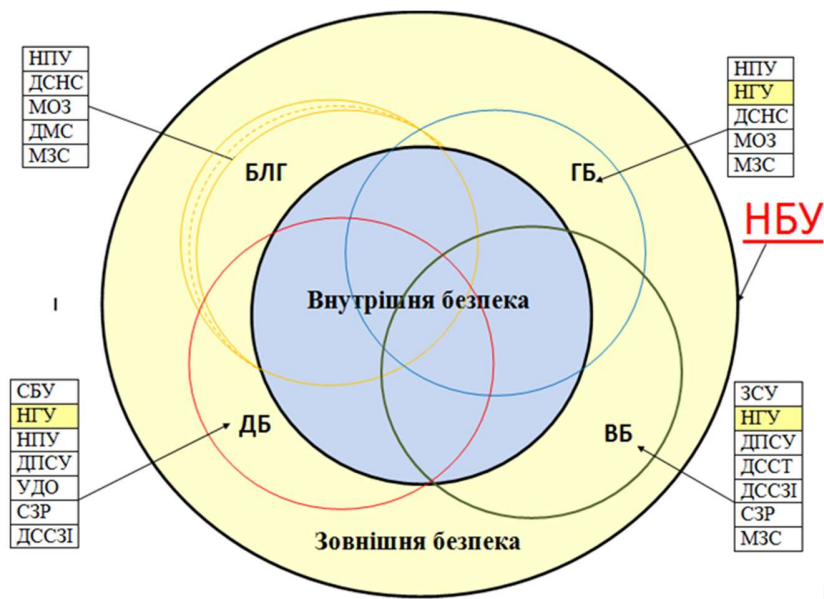 НПУ
ДСНС
МОЗ
ДМС
МЗС
НПУ
НГУ
ДСНС
МОЗ
МЗС
БЛГ
ГБ
НБУ
Внутрішня безпека
І
СБУ
НГУ
НПУ
ДПСУ
УДО
СЗР
ДССЗІ
ДБ
ВБ
ЗСУ
НГУ
ДПСУ
ДССТ
ДССЗІ
СЗР
МЗС
Зовнішня безпека